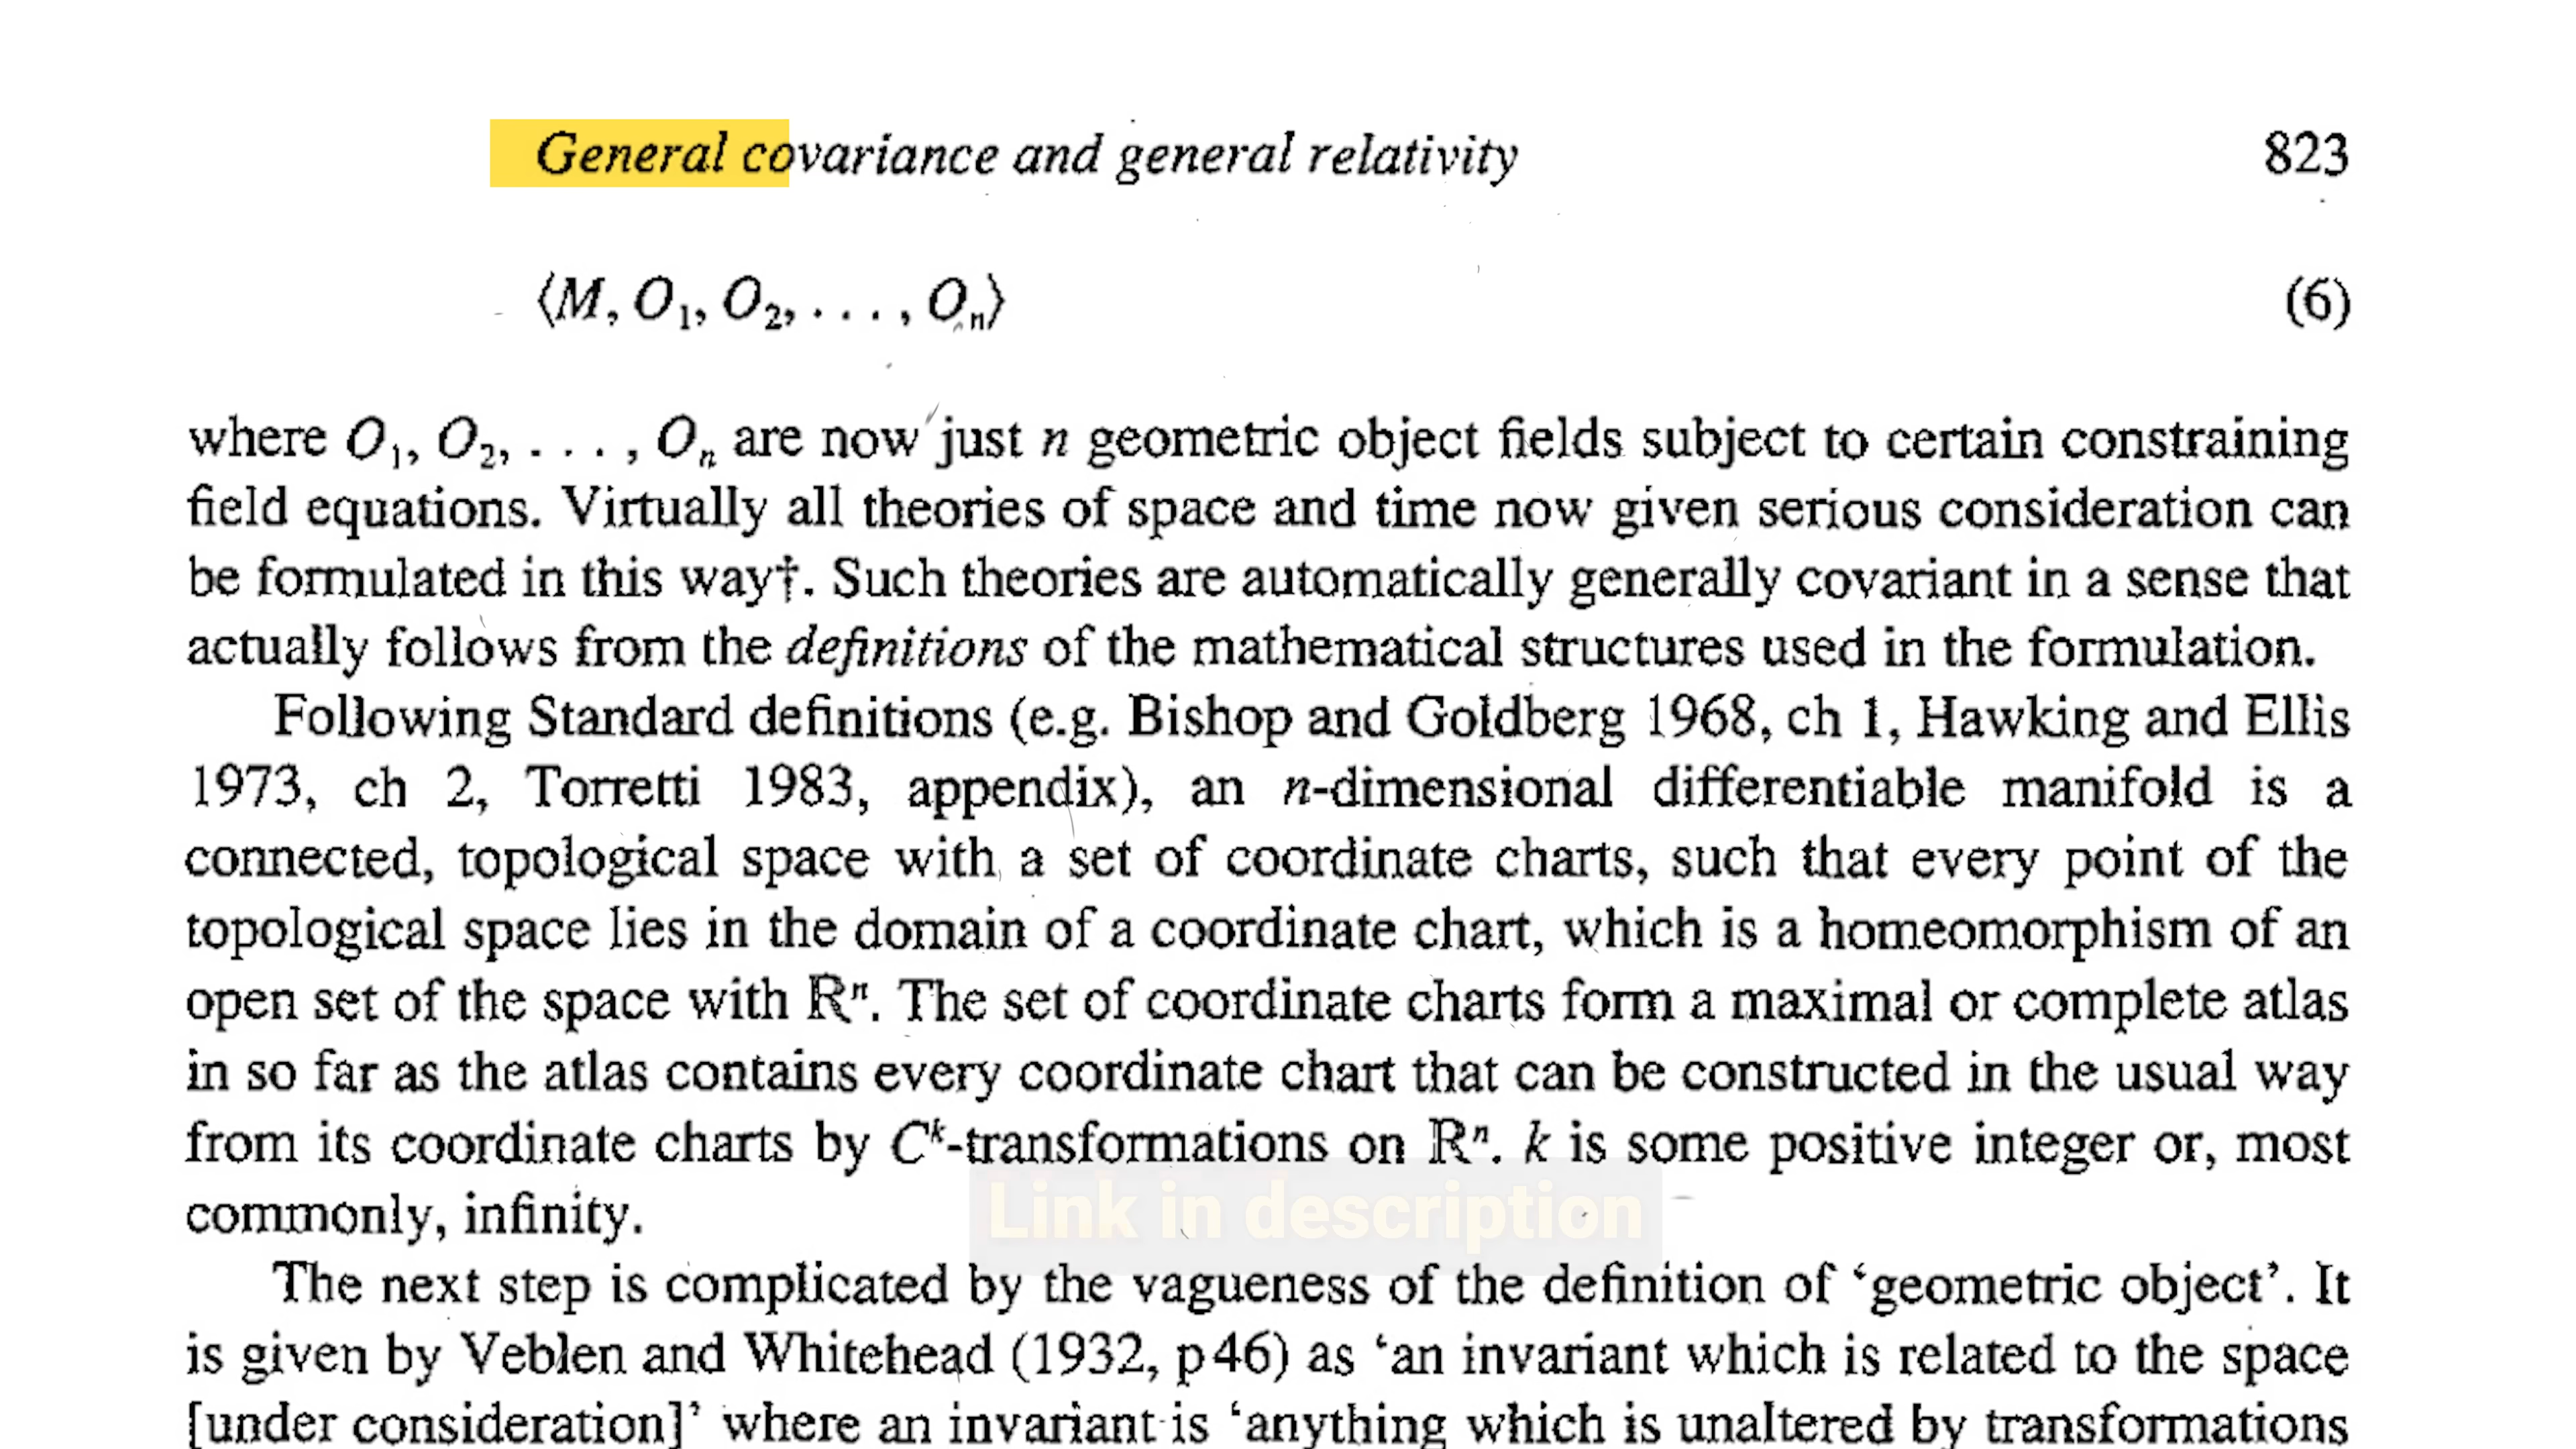 General covariance and general relativity 823
⟨M, O₁, O₂, . . . , Oₙ⟩ (6)
where O₁, O₂, . . . , Oₙ are now just n geometric object fields subject to certain constraining
field equations. Virtually all theories of space and time now given serious consideration can
be formulated in this way†. Such theories are automatically generally covariant in a sense that
actually follows from the definitions of the mathematical structures used in the formulation.
Following Standard definitions (e.g. Bishop and Goldberg 1968, ch 1, Hawking and Ellis
1973, ch 2, Torretti 1983, appendix), an n-dimensional differentiable manifold is a
connected, topological space with a set of coordinate charts, such that every point of the
topological space lies in the domain of a coordinate chart, which is a homeomorphism of an
open set of the space with ℝⁿ. The set of coordinate charts form a maximal or complete atlas
in so far as the atlas contains every coordinate chart that can be constructed in the usual way
from its coordinate charts by Cᵏ-transformations on ℝⁿ. k is some positive integer or, most
commonly, infinity.
Link in description
The next step is complicated by the vagueness of the definition of ‘geometric object’. It
is given by Veblen and Whitehead (1932, p 46) as ‘an invariant which is related to the space
[under consideration]’ where an invariant is ‘anything which is unaltered by transformations